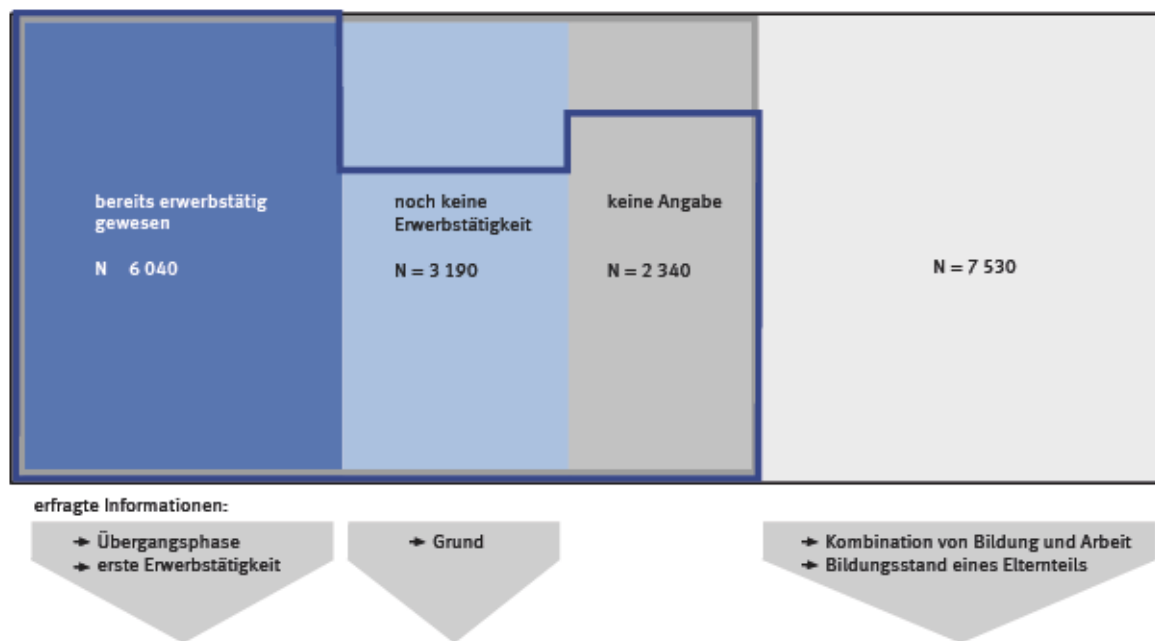 bereits erwerbstätig
gewesen
N 6 040
noch keine
Erwerbstätigkeit
N = 3 190
keine Angabe
N = 2 340
N = 7 530
erfragte Informationen:
➔ Übergangsphase
➔ erste Erwerbstätigkeit
➔ Grund
➔ Kombination von Bildung und Arbeit
➔ Bildungsstand eines Elternteils